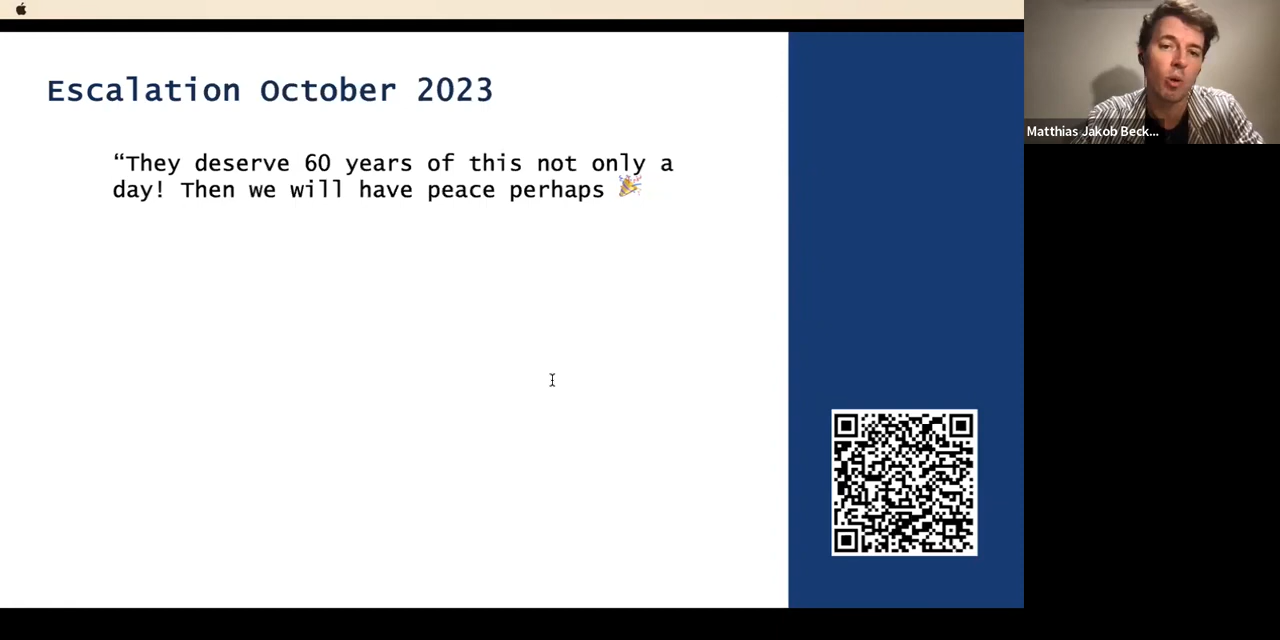 Escalation October 2023
“They deserve 60 years of this not only a
day! Then we will have peace perhaps 🎉
Matthias Jakob Beck...